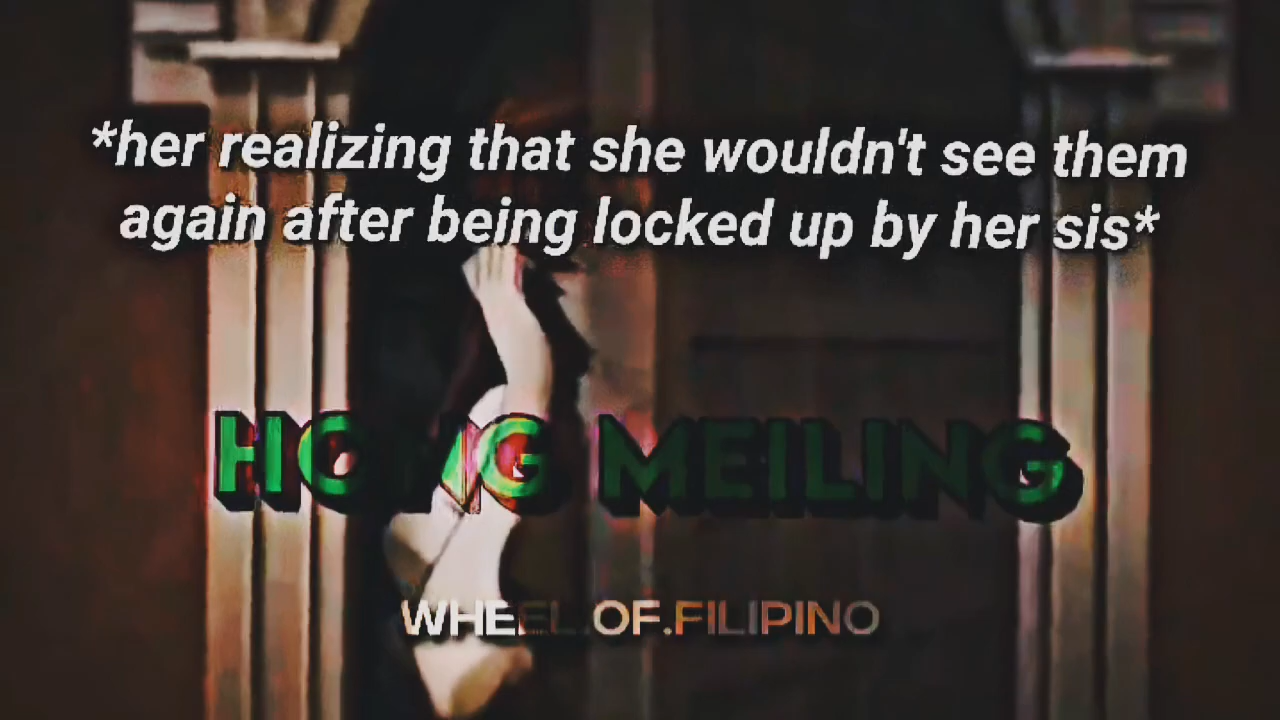 *her realizing that she wouldn't see them
again after being locked up by her sis*
HONG MEILING
WHEEL.OF.FILIPINO